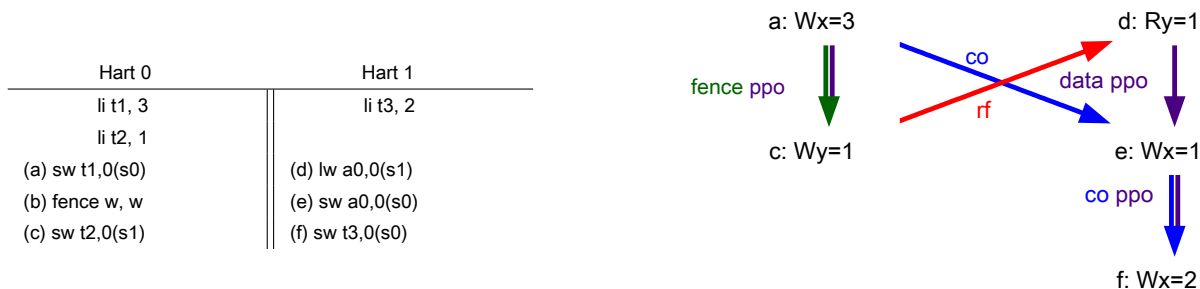 Hart 0 Hart 1
li t1, 3 li t3, 2
li t2, 1
(a) sw t1,0(s0) (d) lw a0,0(s1)
(b) fence w, w (e) sw a0,0(s0)
(c) sw t2,0(s1) (f) sw t3,0(s0)
a: Wx=3 d: Ry=1
co
fence ppo data ppo
rf
c: Wy=1 e: Wx=1
co ppo
f: Wx=2